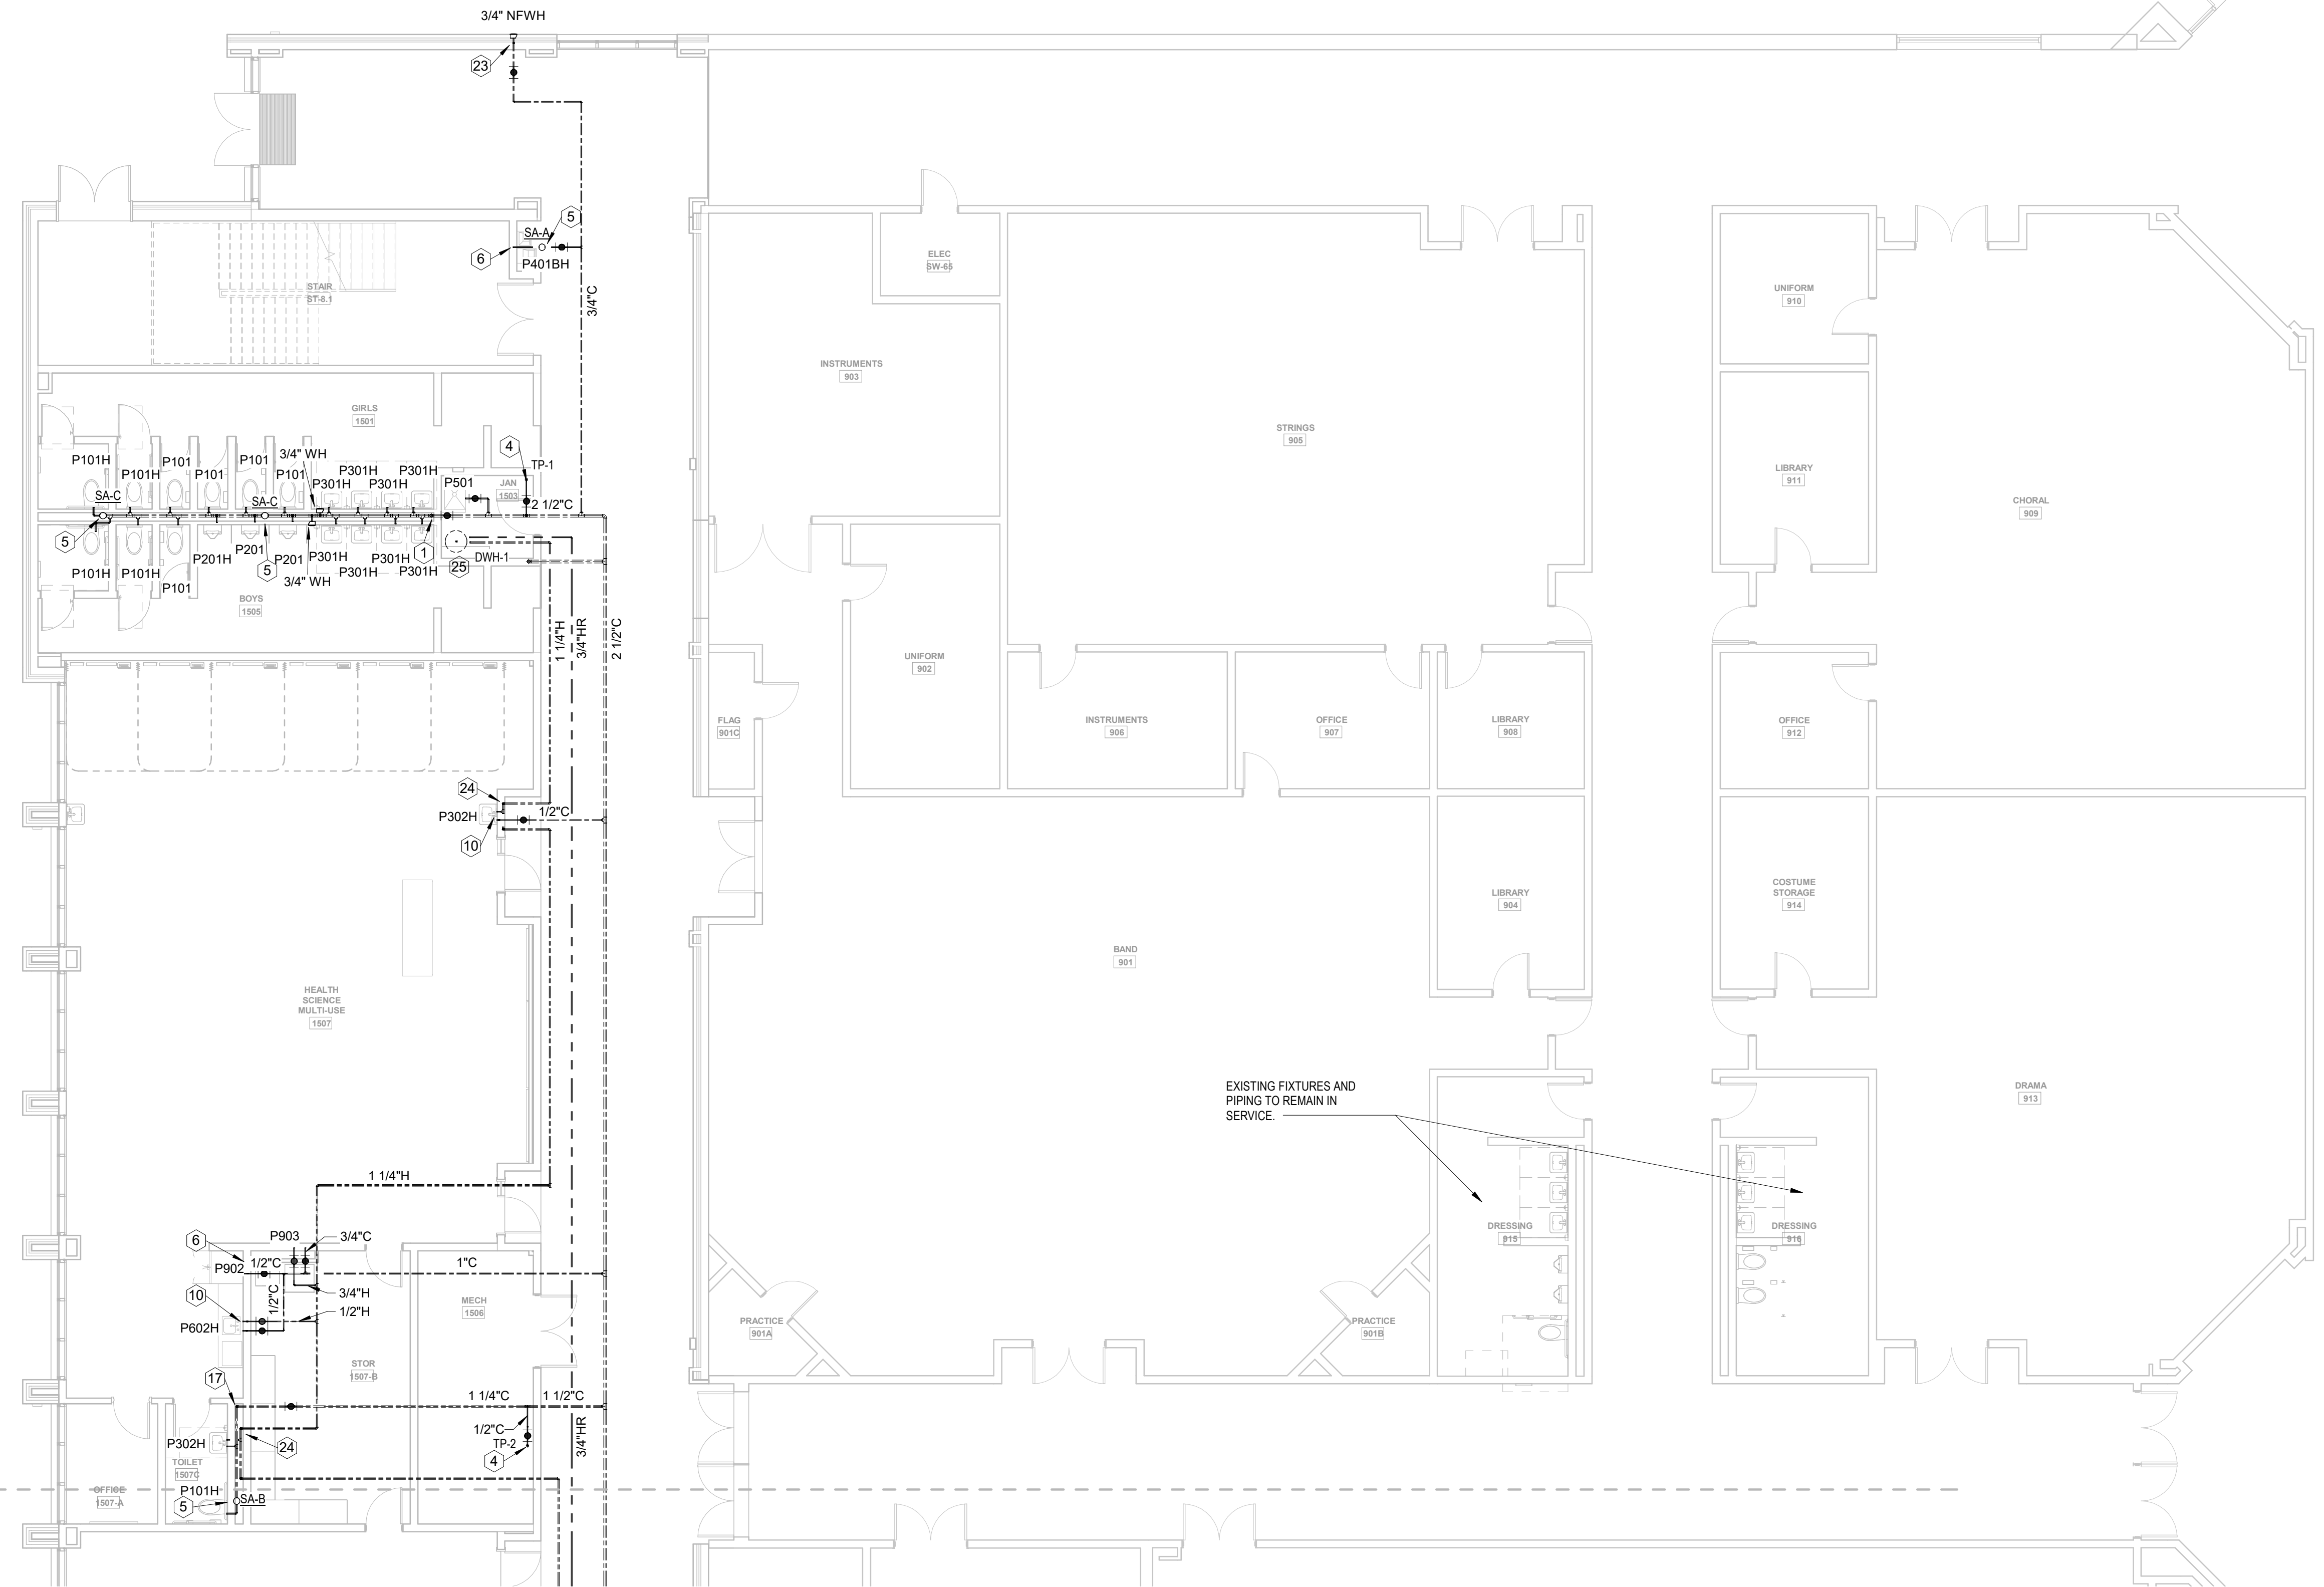 3/4" NFWH
23
5
SA-A
6
P401BH
ELEC
SW-65
STAIR
ST-8.1
3/4"C
UNIFORM
910
INSTRUMENTS
903
GIRLS
1501
STRINGS
905
4
TP-1
3/4" WH
P101H
P101
P101
P101H
P101
P101
P301H
P301H
P301H
P301H
P501
JAN
1503
LIBRARY
911
SA-C
SA-C
2 1/2"C
CHORAL
909
5
1
DWH-1
25
P201H
P201
P201
P301H
P301H
P301H
P301H
5
3/4" WH
P101H
P101H
P101
BOYS
1505
1 1/4"H
3/4"HR
2 1/2"C
UNIFORM
902
FLAG
901C
INSTRUMENTS
906
OFFICE
907
LIBRARY
908
OFFICE
912
24
1/2"C
P302H
10
COSTUME
STORAGE
914
LIBRARY
904
BAND
901
HEALTH
SCIENCE
MULTI-USE
1507
EXISTING FIXTURES AND
PIPING TO REMAIN IN
SERVICE.
DRAMA
913
1 1/4"H
DRESSING
915
DRESSING
916
6
P903
3/4"C
P902
1/2"C
1"C
10
1/2"C
3/4"H
1/2"H
P602H
MECH
1506
PRACTICE
901A
PRACTICE
901B
STOR
1507-B
17
1 1/4"C
1 1/2"C
1/2"C
TP-2
4
3/4"HR
P302H
24
TOILET
1507C
OFFICE
1507-A
P101H
5
SA-B